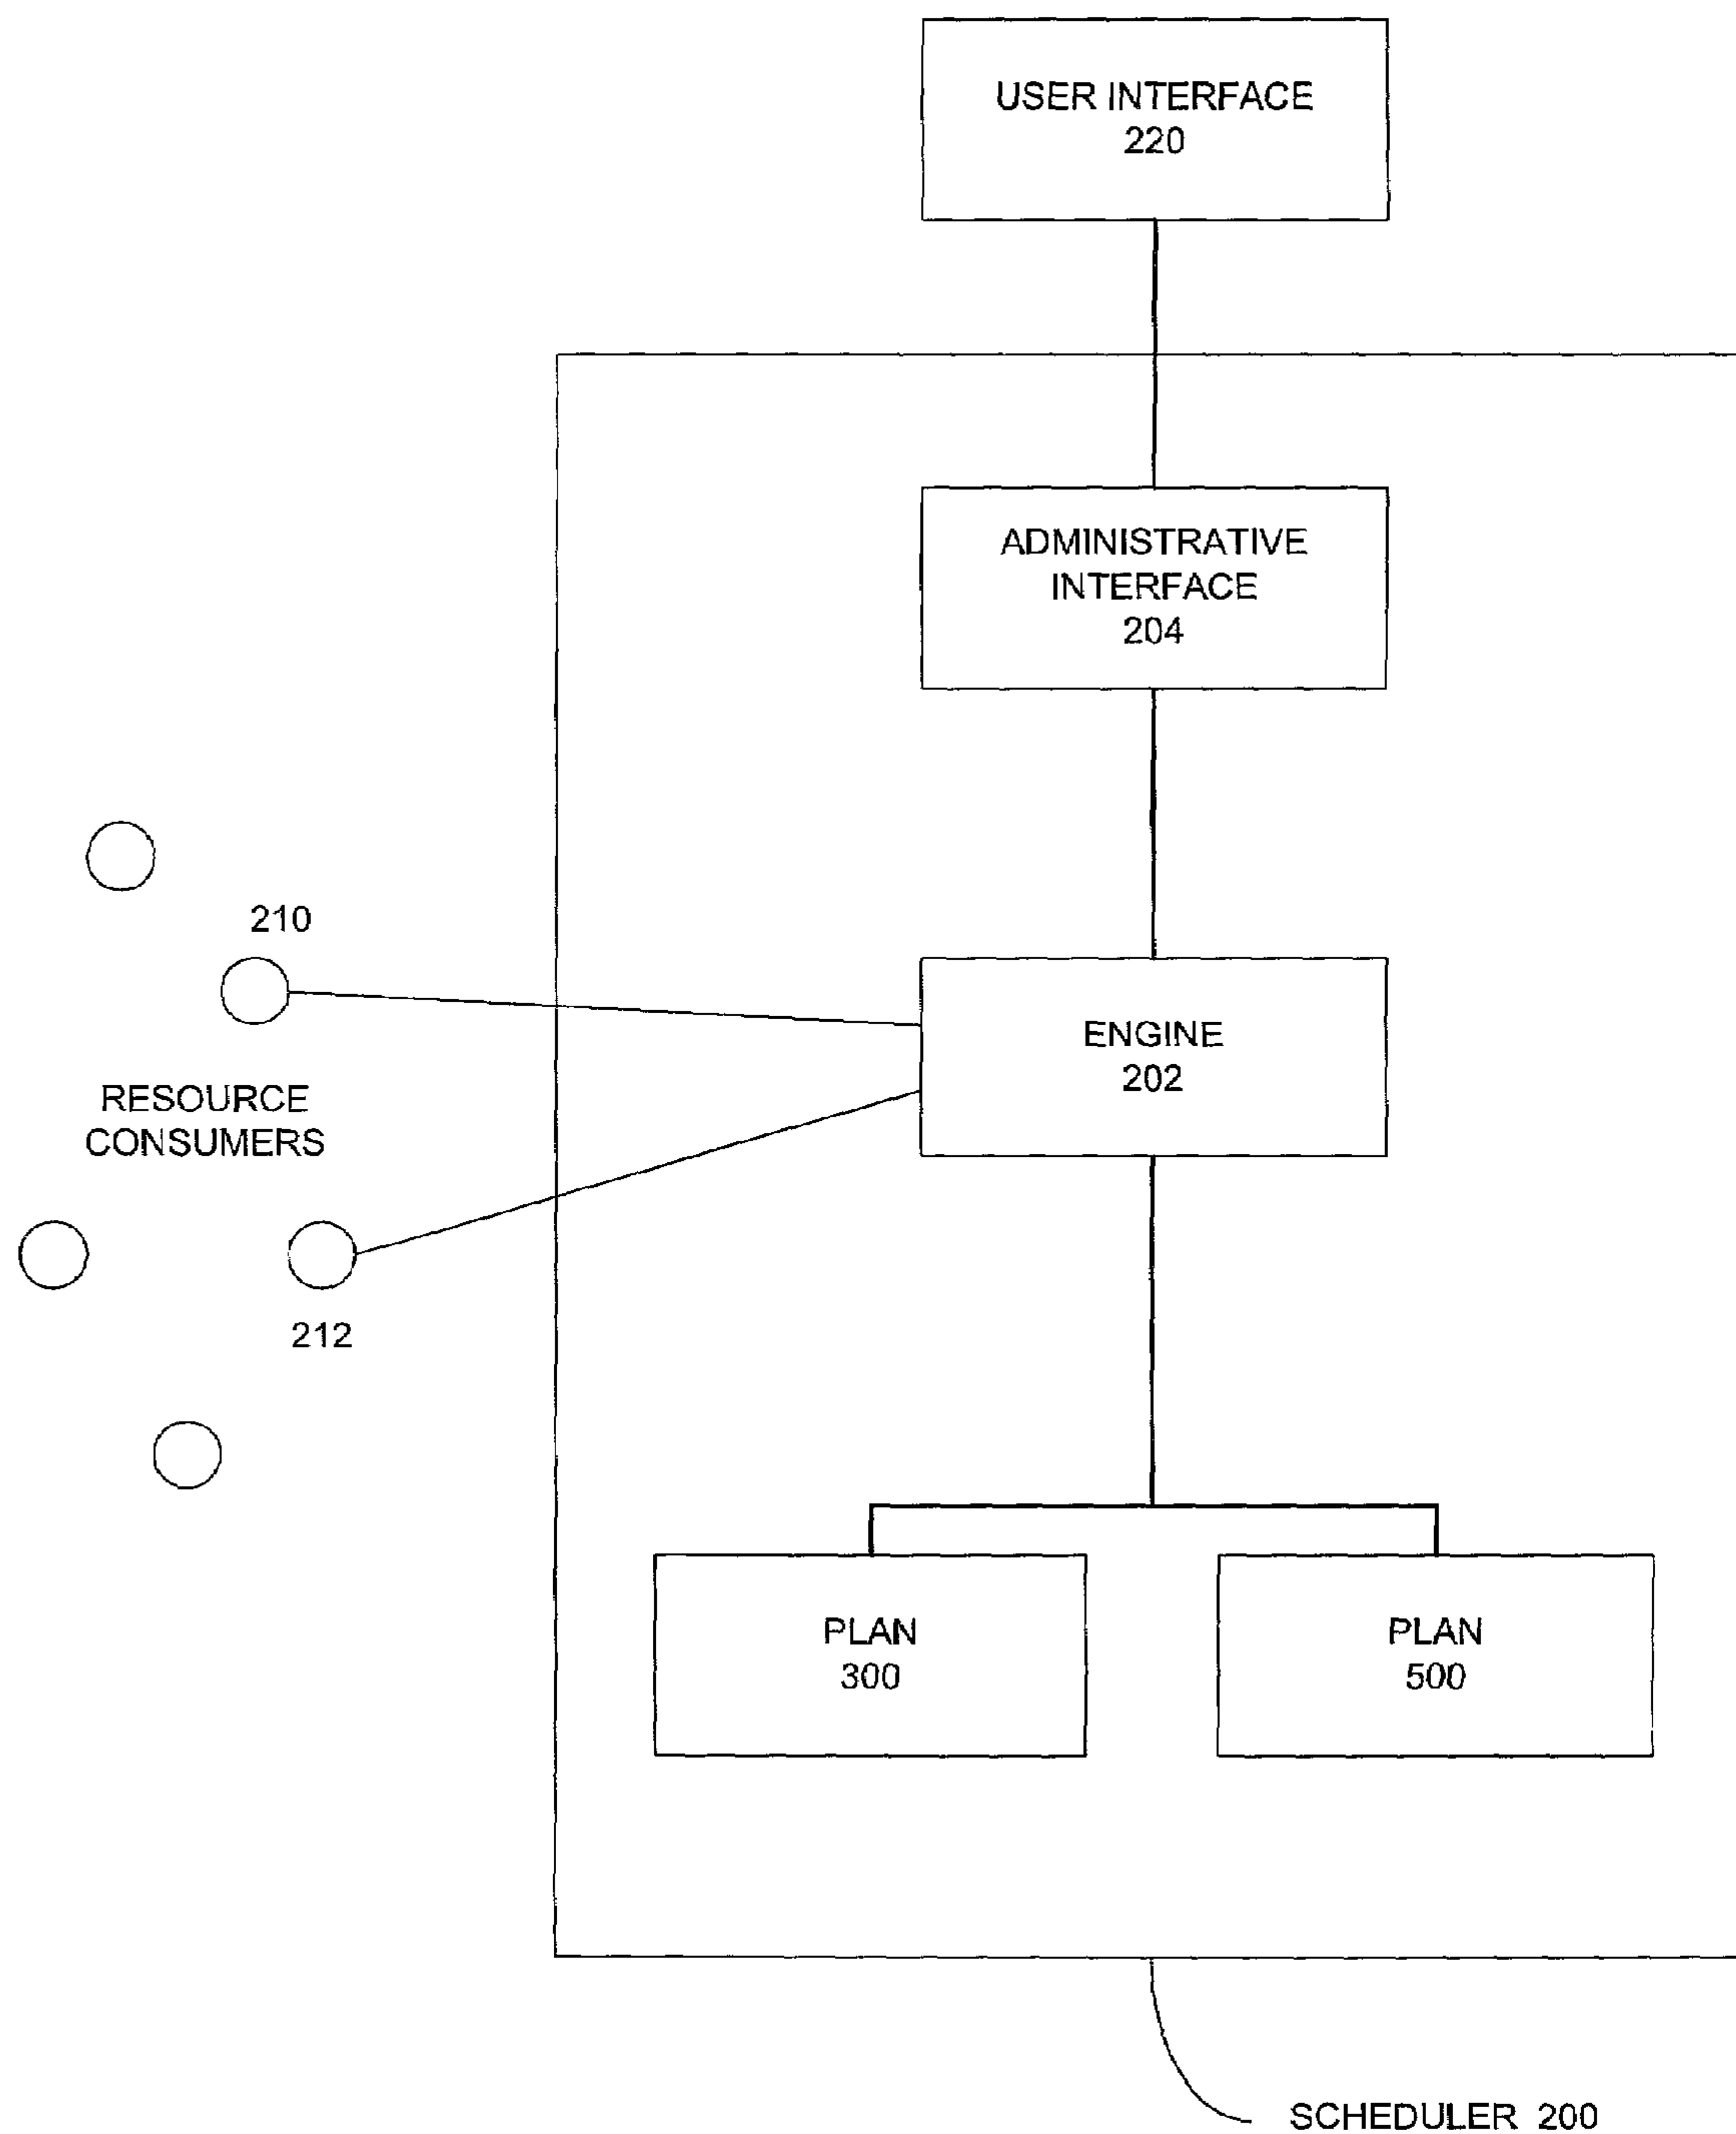 USER INTERFACE
220
ADMINISTRATIVE
INTERFACE
204
210
ENGINE
202
RESOURCE
CONSUMERS
212
PLAN
300
PLAN
500
SCHEDULER 200